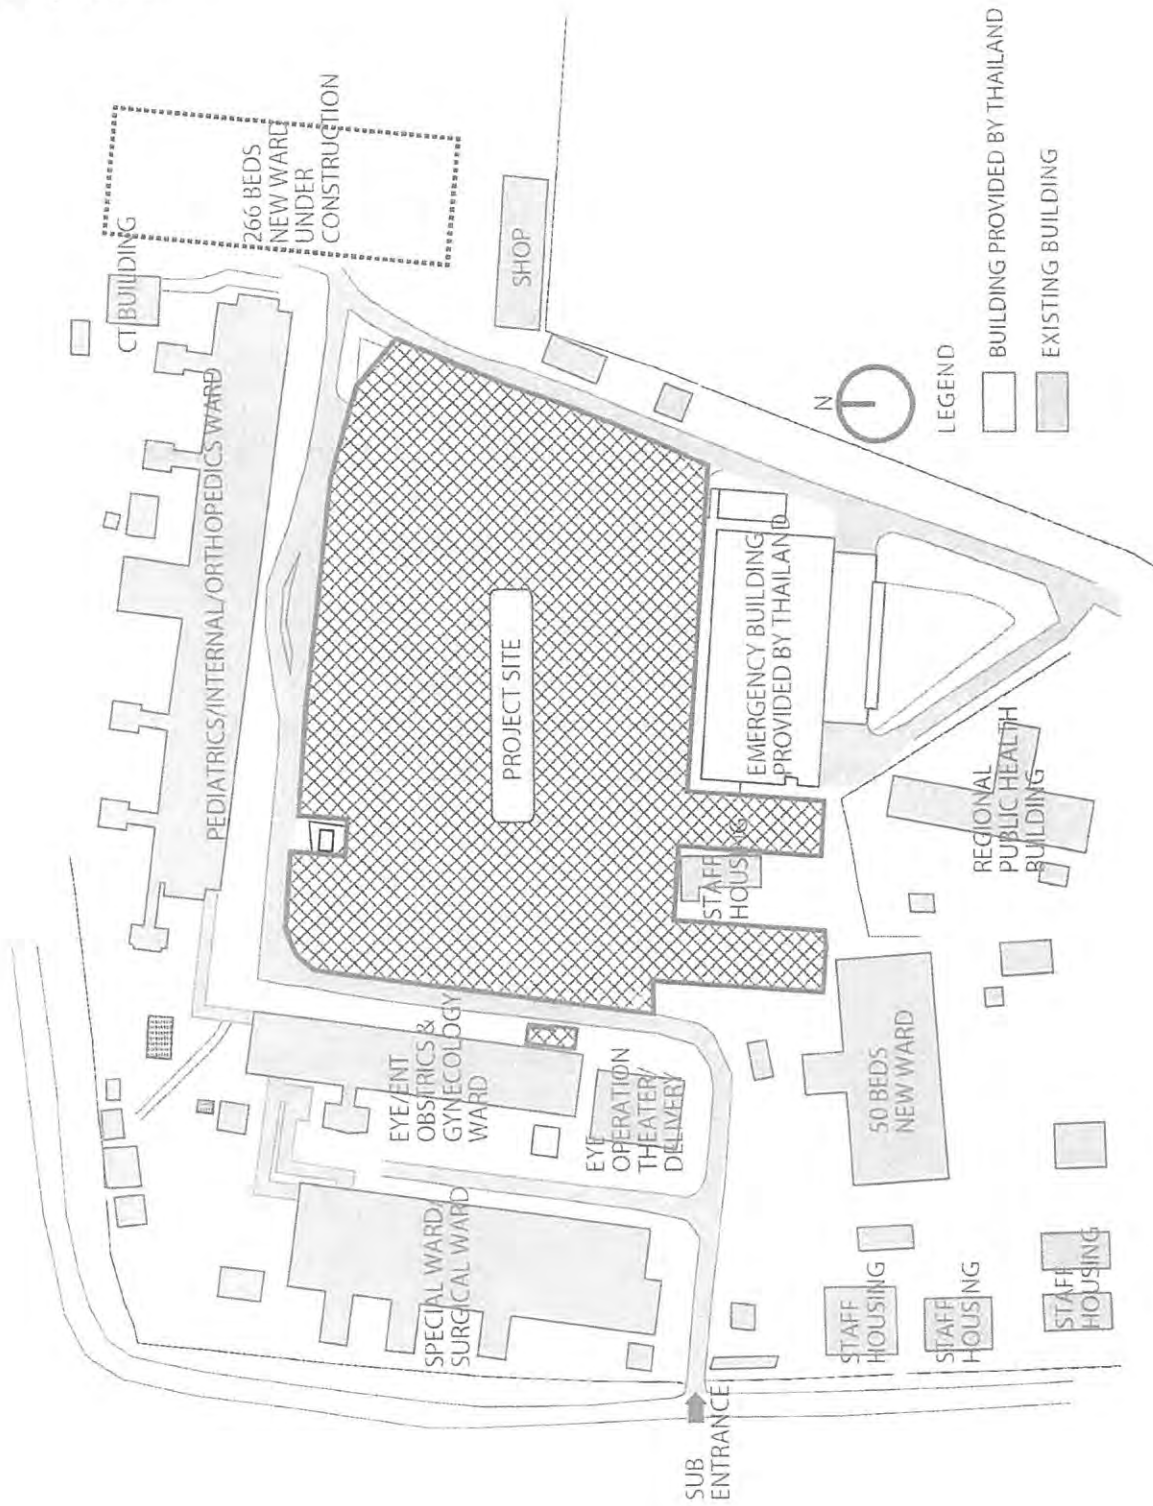 CT BUILDING
266 BEDS
NEW WARD
UNDER
CONSTRUCTION
SHOP
PEDIATRICS/INTERNAL/ORTHOPEDICS WARD
PROJECT SITE
EMERGENCY BUILDING
PROVIDED BY THAILAND
STAFF
HOUSING
EYE/ENT
OBSTRICS &
GYNECOLOGY
WARD
EYE
OPERATION
THEATER/
DELIVERY
SPECIAL WARD/
SURGICAL WARD
SUB
ENTRANCE
50 BEDS
NEW WARD
REGIONAL
PUBLIC HEALTH
BUILDING
STAFF
HOUSING
STAFF
HOUSING
STAFF
HOUSING
N
LEGEND
BUILDING PROVIDED BY THAILAND
EXISTING BUILDING